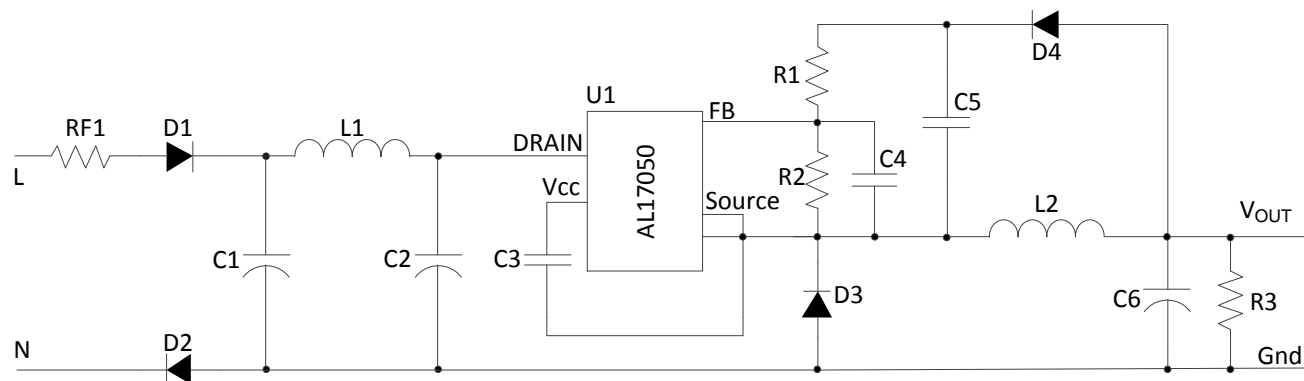 D4
R1
U1
C5
FB
RF1
D1
L1
DRAIN
L
C4
R2
Vcc
AL17050
Source
L2
VOUT
C1
C2
C3
D3
C6
R3
N
D2
Gnd